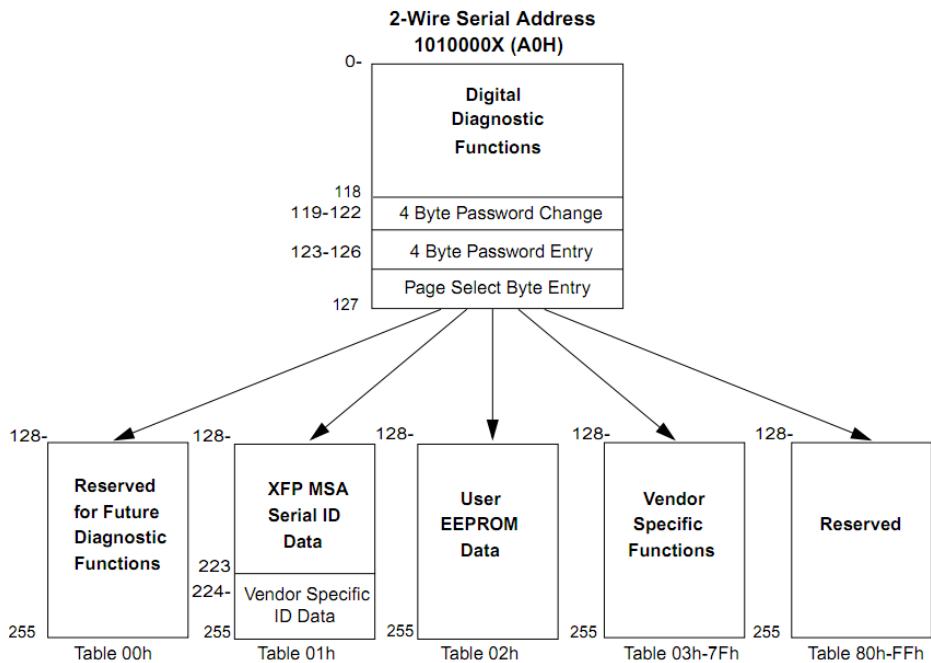 2-Wire Serial Address
1010000X (A0H)
0-
Digital
Diagnostic
Functions
118
119-122
4 Byte Password Change
123-126
4 Byte Password Entry
Page Select Byte Entry
127
128-
Reserved
for Future
Diagnostic
Functions
255
Table 00h
128-
XFP MSA
Serial ID
Data
223
224-
Vendor Specific
ID Data
255
Table 01h
128-
User
EEPROM
Data
255
Table 02h
128-
Vendor
Specific
Functions
255
Table 03h-7Fh
128-
Reserved
255
Table 80h-FFh